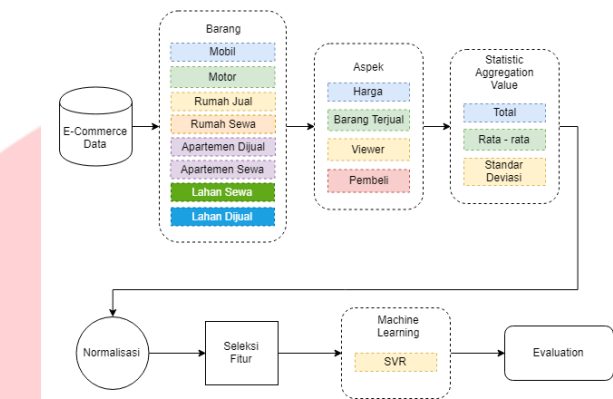 E-Commerce
Data
Barang
Mobil
Motor
Rumah Jual
Rumah Sewa
Apartemen Dijual
Apartemen Sewa
Lahan Sewa
Lahan Dijual
Aspek
Harga
Barang Terjual
Viewer
Pembeli
Statistic
Aggregation
Value
Total
Rata - rata
Standar
Deviasi
Normalisasi
Seleksi
Fitur
Machine
Learning
SVR
Evaluation